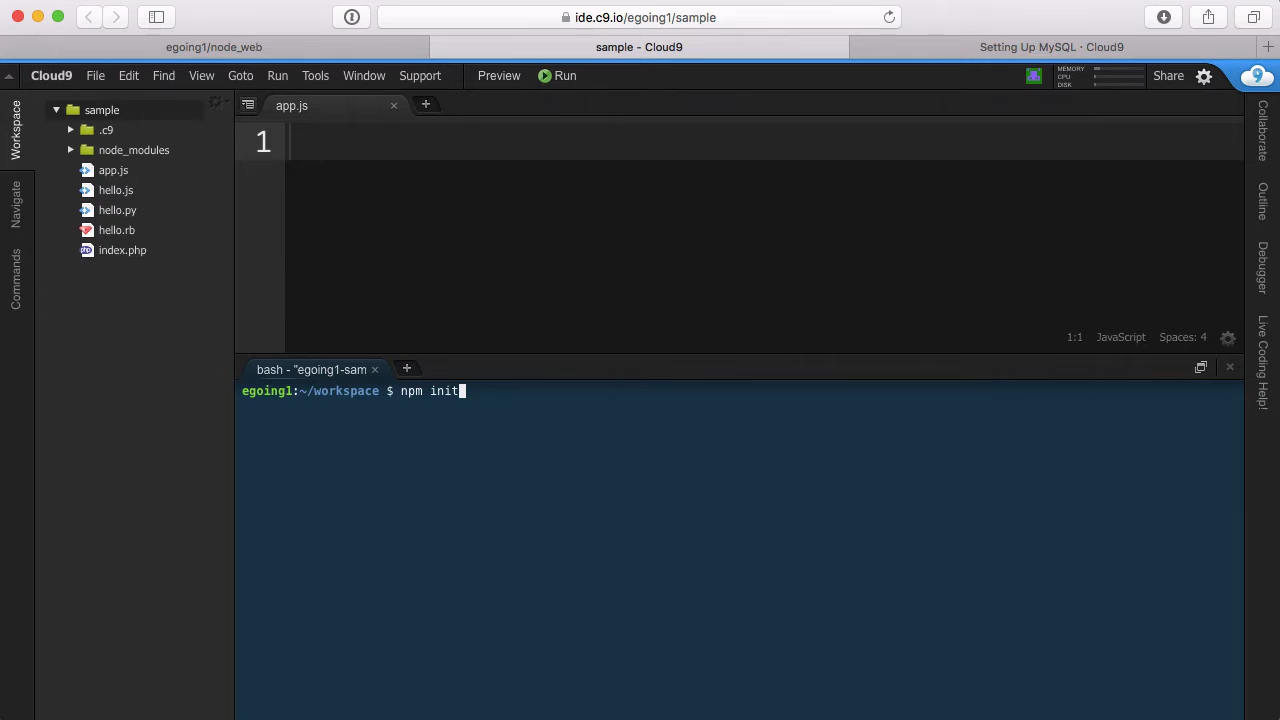 ide.c9.io/egoing1/sample
egoing1/node_web
sample - Cloud9
Setting Up MySQL · Cloud9
Cloud9 File Edit Find View Goto Run Tools Window Support Preview Run
MEMORY
CPU
DISK
Share
Workspace
Navigate
Commands
sample
.c9
node_modules
app.js
hello.js
hello.py
hello.rb
index.php
app.js
1
1:1 JavaScript Spaces: 4
bash - "egoing1-sam
egoing1:~/workspace $ npm init
Collaborate
Outline
Debugger
Live Coding Help!